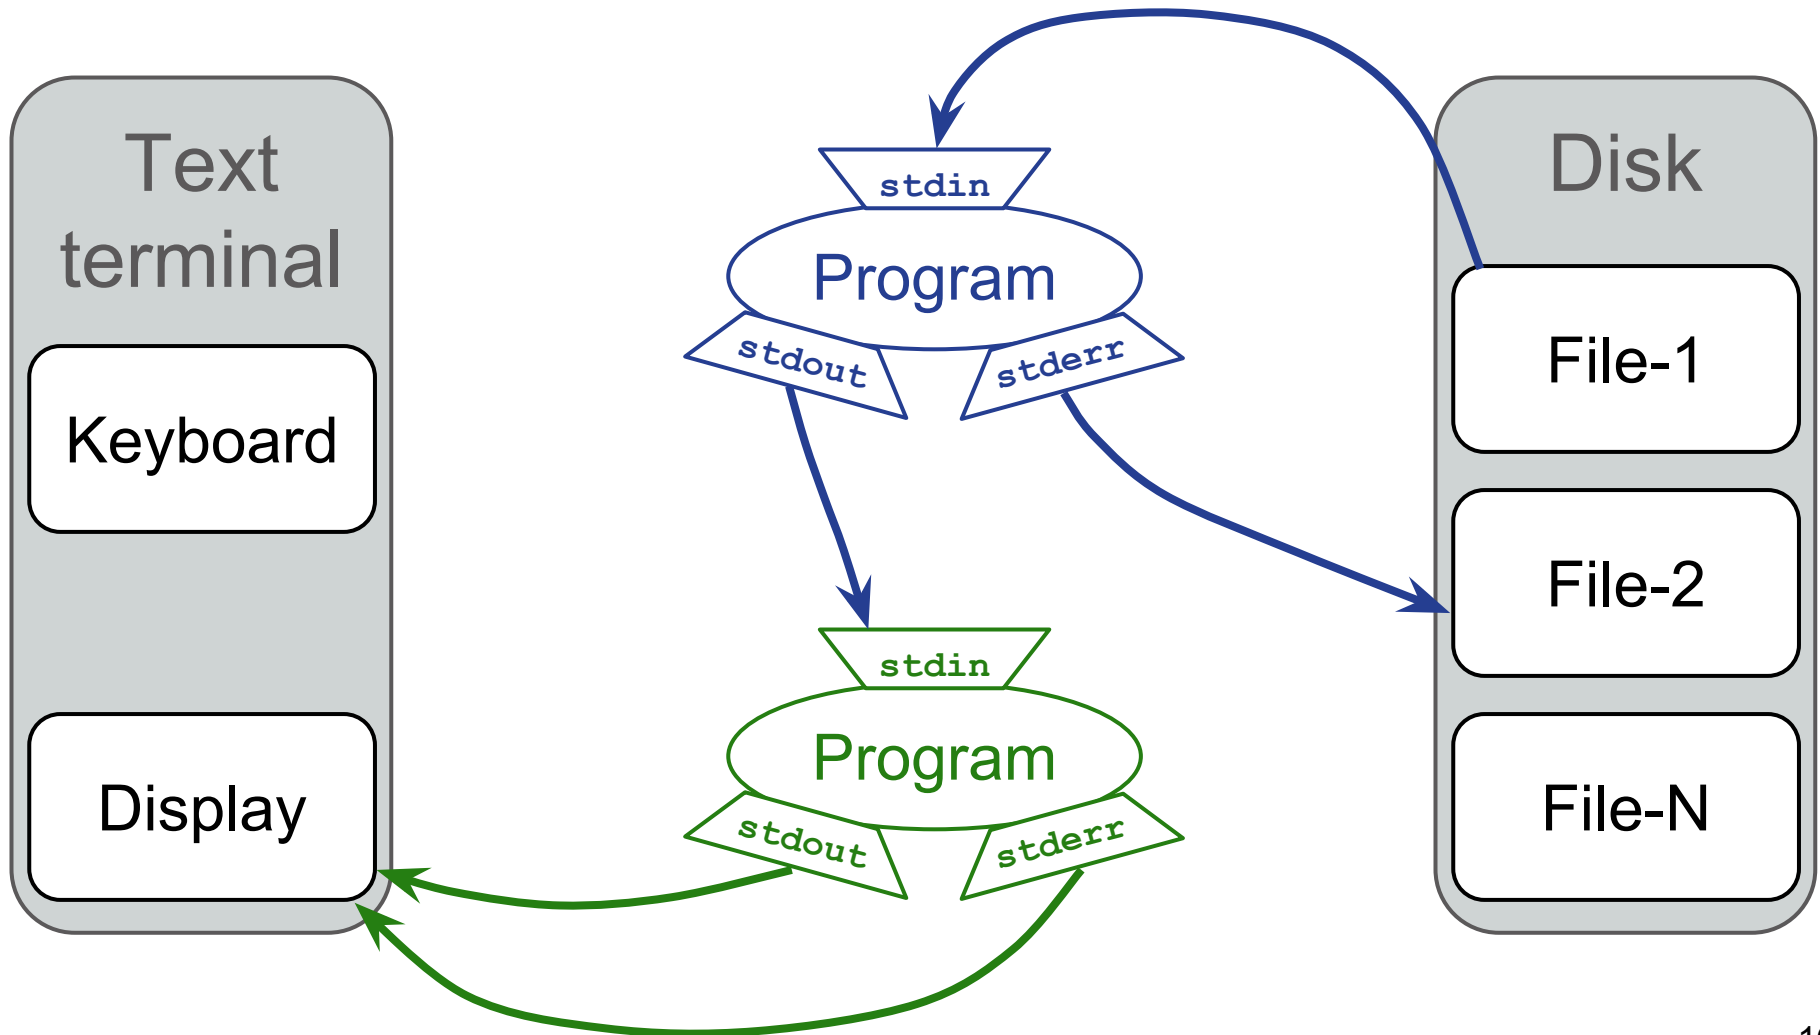 Text
terminal
Keyboard
Display
stdin
Program
stdout
stderr
stdin
Program
stdout
stderr
Disk
File-1
File-2
File-N